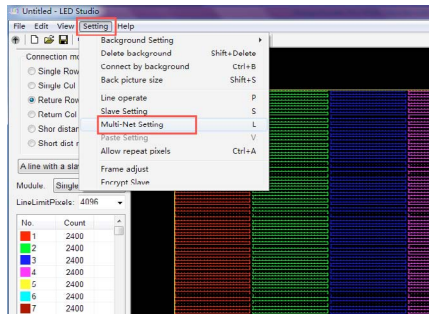 Untitled - LED Studio
File Edit View Setting Help
Background Setting
Delete background Shift+Delete
Connect by background Ctrl+B
Back picture size Shift+S
Line operate P
Slave Setting S
Multi-Net Setting L
Paste Setting V
Allow repeat pixels Ctrl+A
Frame adjust
Encrypt Slave
Connection mo
Single Row
Single Col
Reture Row
Return Col
Shor distan
Short dist r
A line with a sla
Module: Single
LineLimitPixels: 4096
No. Count
1 2400
2 2400
3 2400
4 2400
5 2400
6 2400
7 2400